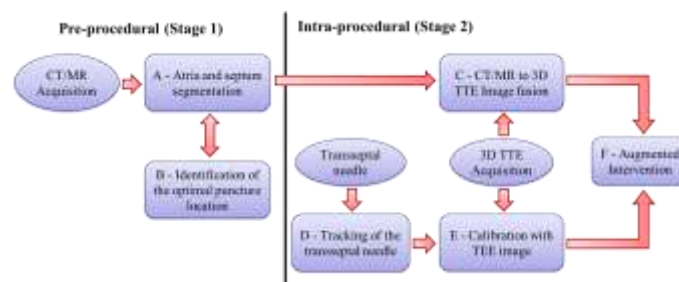 Pre-procedural (Stage 1)
Intra-procedural (Stage 2)
CT/MR
Acquisition
A - Atria and septum
segmentation
C - CT/MR to 3D
TTE Image fusion
B - Identification of
the optimal puncture
location
Transseptal
needle
3D TTE
Acquisition
F - Augmented
Intervention
D - Tracking of the
transseptal needle
E - Calibration with
TEE image